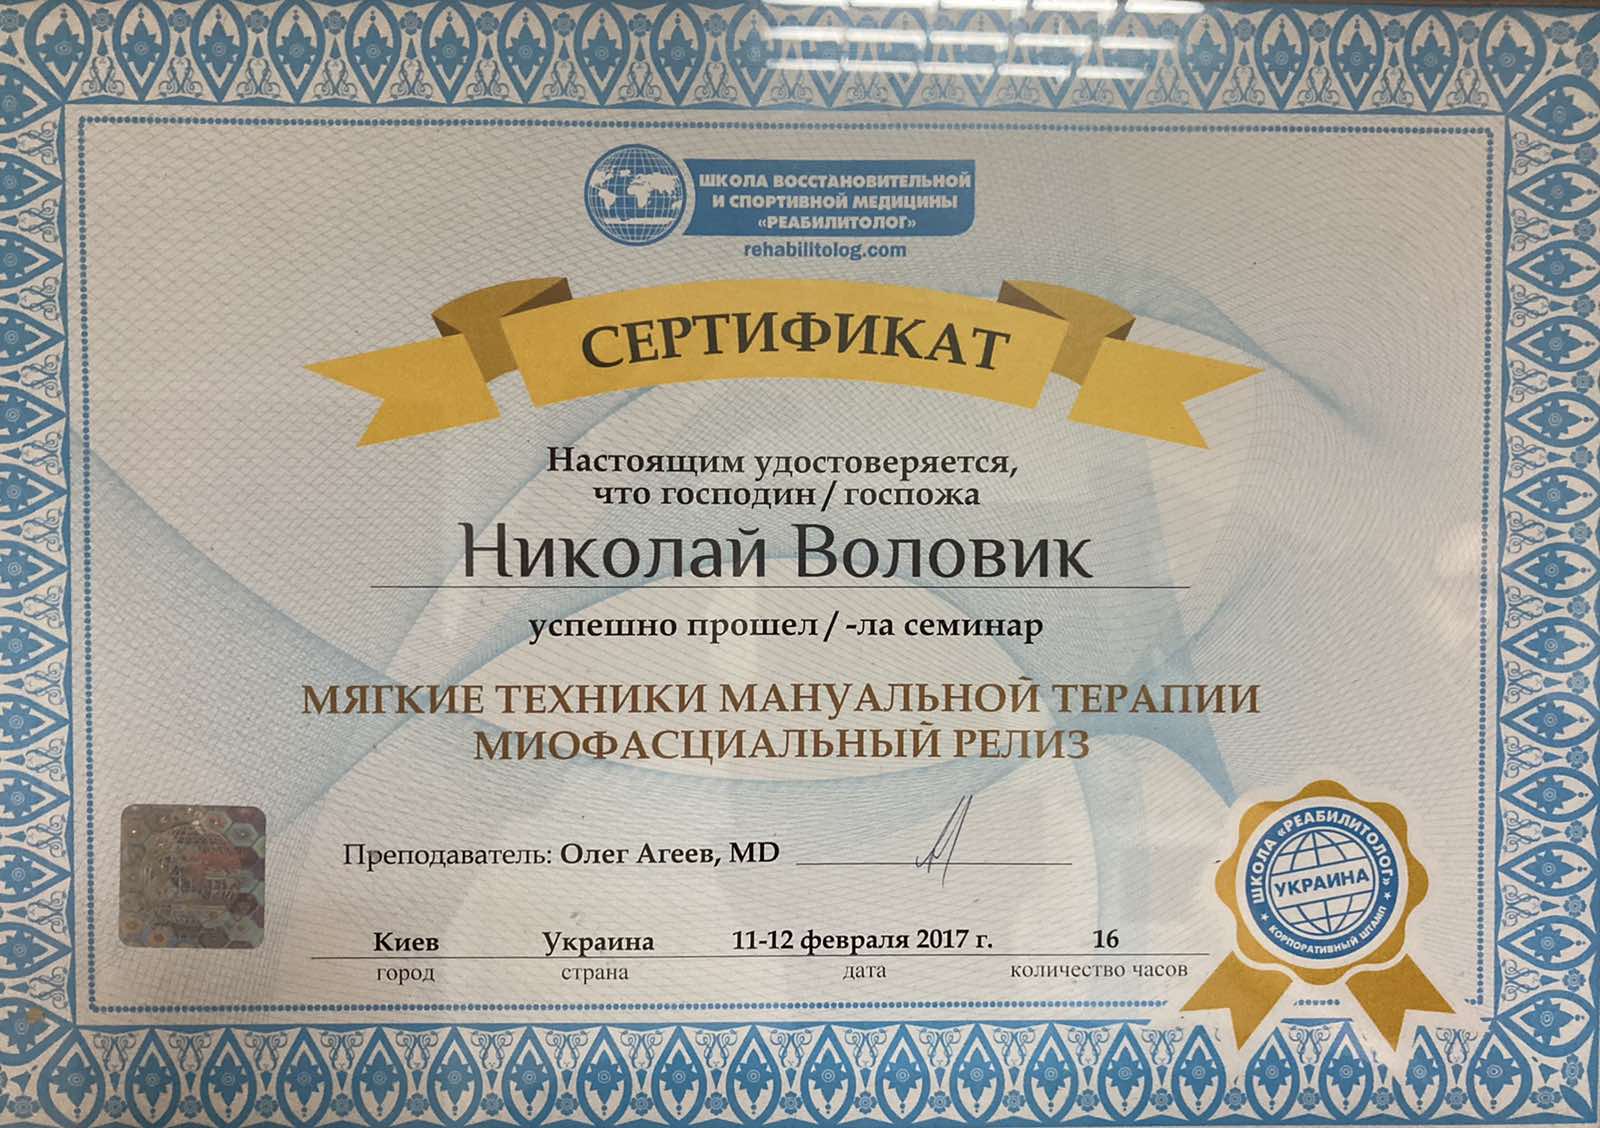 ШКОЛА ВОССТАНОВИТЕЛЬНОЙ
И СПОРТИВНОЙ МЕДИЦИНЫ
«РЕАБИЛИТОЛОГ»
rehabilitolog.com
СЕРТИФИКАТ
Настоящим удостоверяется,
что господин / госпожа
Николай Воловик
успешно прошел / -ла семинар
МЯГКИЕ ТЕХНИКИ МАНУАЛЬНОЙ ТЕРАПИИ
МИОФАСЦИАЛЬНЫЙ РЕЛИЗ
Преподаватель: Олег Агеев, MD
Киев Украина 11-12 февраля 2017 г. 16
город страна дата количество часов
ШКОЛА «РЕАБИЛИТОЛОГ»
УКРАИНА
КОРПОРАТИВНЫЙ ШТАМП